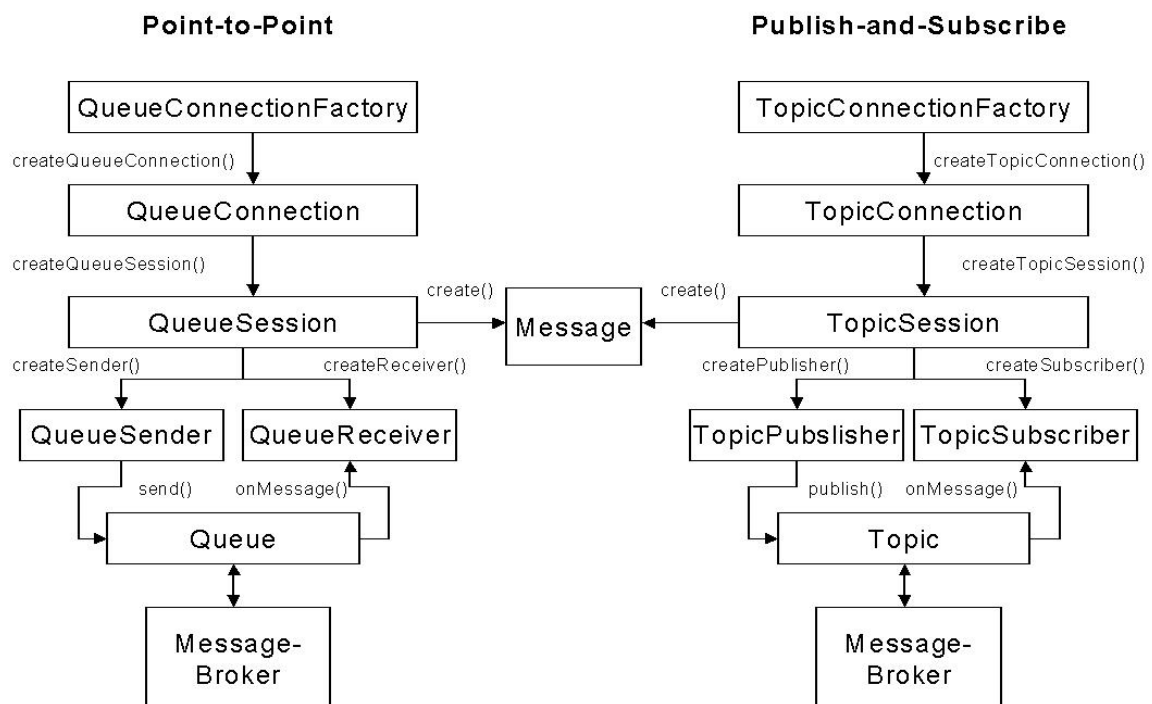 Point-to-Point
Publish-and-Subscribe
QueueConnectionFactory
TopicConnectionFactory
createQueueConnection()
createTopicConnection()
QueueConnection
TopicConnection
createQueueSession()
createTopicSession()
create()
create()
QueueSession
Message
TopicSession
createSender()
createReceiver()
createPublisher()
createSubscriber()
QueueSender
QueueReceiver
TopicPubslisher
TopicSubscriber
send()
onMessage()
publish()
onMessage()
Queue
Topic
Message-
Broker
Message-
Broker